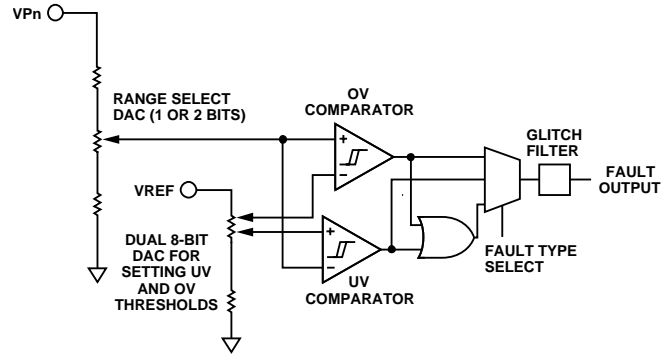 VPn
RANGE SELECT
DAC (1 OR 2 BITS)
OV
COMPARATOR
+
–
GLITCH
FILTER
FAULT
OUTPUT
VREF
+
–
DUAL 8-BIT
DAC FOR
SETTING UV
AND OV
THRESHOLDS
UV
COMPARATOR
FAULT TYPE
SELECT